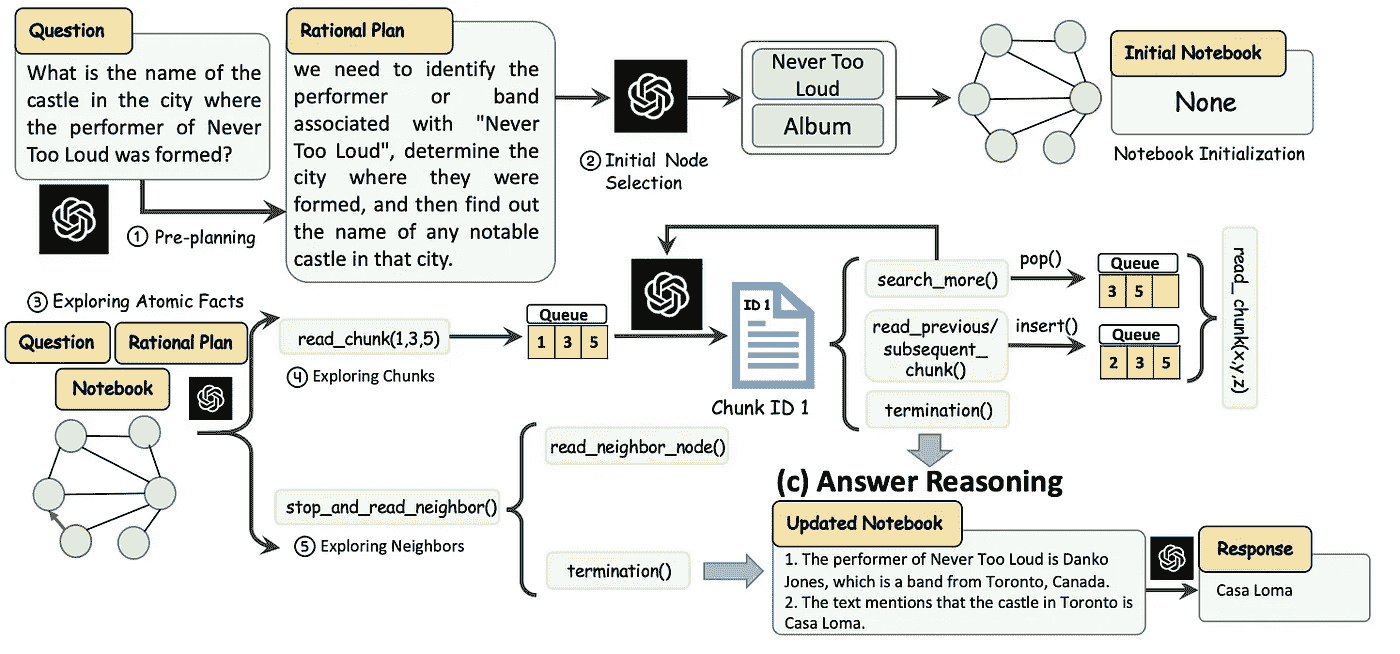 Question
What is the name of the
castle in the city where
the performer of Never
Too Loud was formed?
① Pre-planning
Rational Plan
we need to identify the
performer or band
associated with "Never
Too Loud", determine the
city where they were
formed, and then find out
the name of any notable
castle in that city.
② Initial Node
Selection
Never Too
Loud
Album
Initial Notebook
None
Notebook Initialization
③ Exploring Atomic Facts
Question
Rational Plan
Notebook
read_chunk(1,3,5)
④ Exploring Chunks
Queue
1 3 5
ID 1
Chunk ID 1
search_more()
read_previous/
subsequent_
chunk()
termination()
pop()
Queue
3 5
insert()
Queue
2 3 5
read_chunk(x,y,z)
stop_and_read_neighbor()
⑤ Exploring Neighbors
read_neighbor_node()
termination()
(c) Answer Reasoning
Updated Notebook
1. The performer of Never Too Loud is Danko
Jones, which is a band from Toronto, Canada.
2. The text mentions that the castle in Toronto is
Casa Loma.
Response
Casa Loma